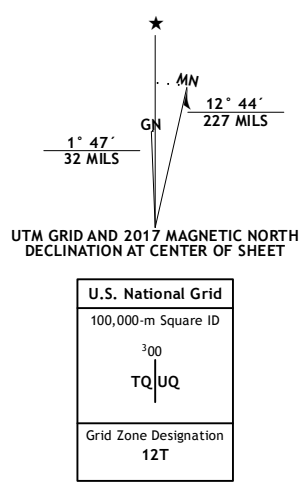 ★
MN
GN
12° 44´
227 MILS
1° 47´
32 MILS
UTM GRID AND 2017 MAGNETIC NORTH
DECLINATION AT CENTER OF SHEET
U.S. National Grid
100,000-m Square ID
³00
TQ UQ
Grid Zone Designation
12T